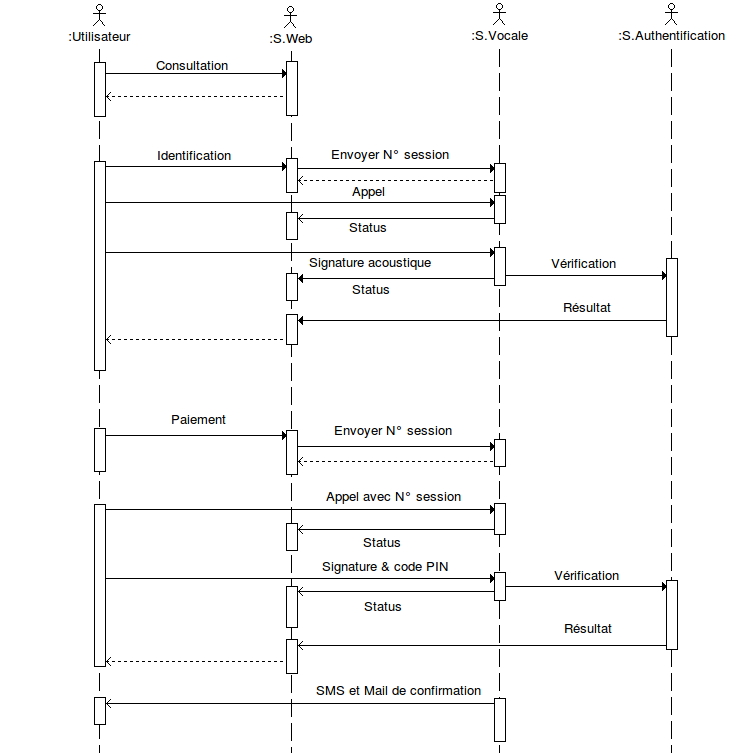 :Utilisateur
:S.Web
:S.Vocale
:S.Authentification
Consultation
Identification
Envoyer N° session
Appel
Status
Signature acoustique
Vérification
Status
Résultat
Paiement
Envoyer N° session
Appel avec N° session
Status
Signature & code PIN
Vérification
Status
Résultat
SMS et Mail de confirmation